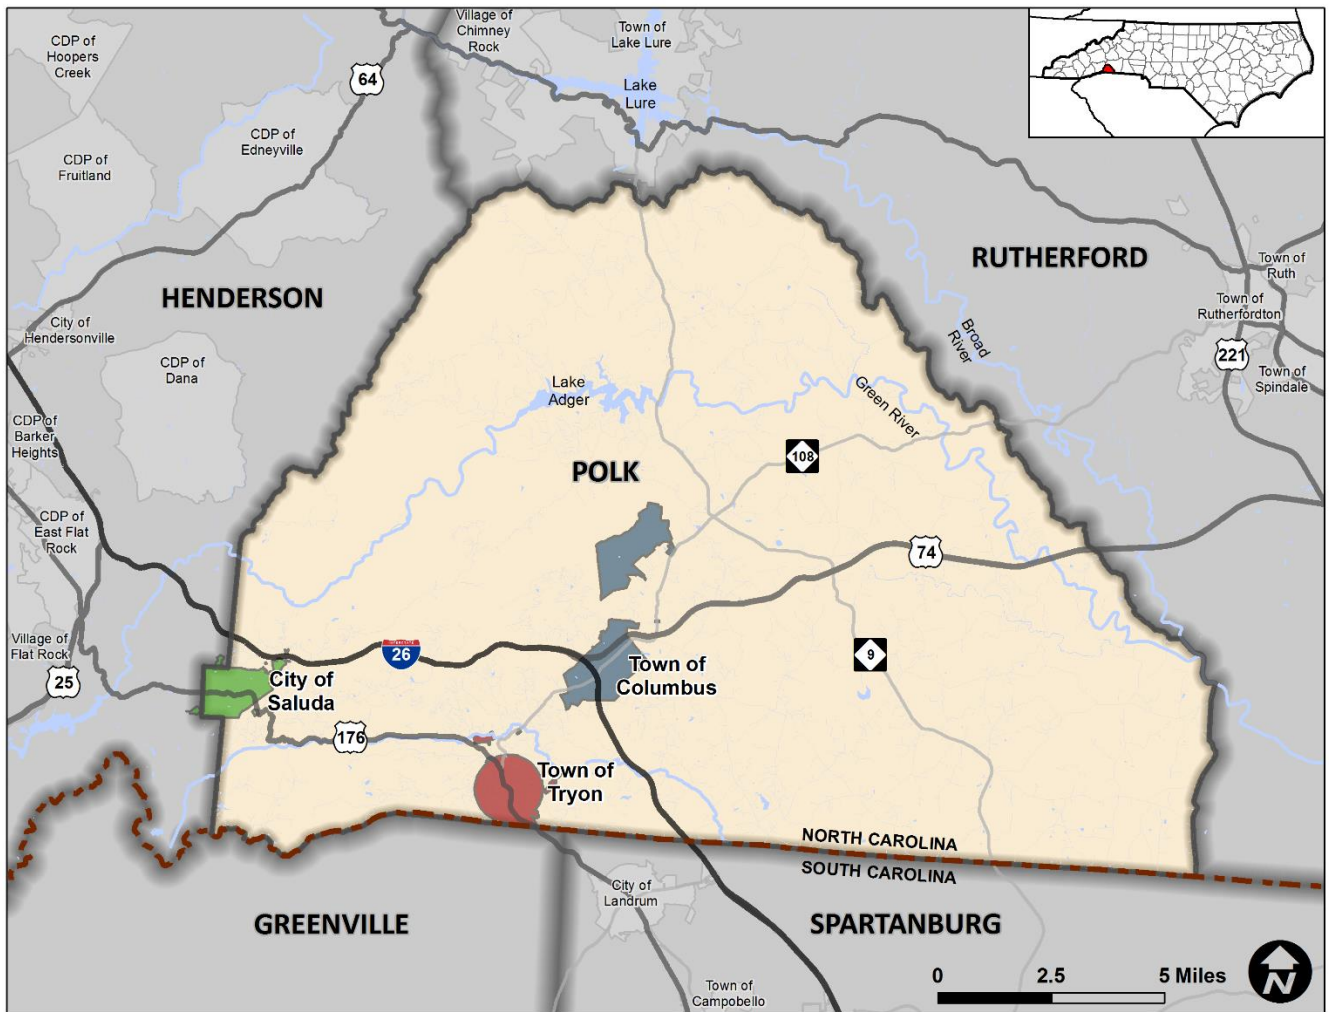 Village of
Chimney
Rock
Town of
Lake Lure
CDP of
Hoopers
Creek
64
Lake
Lure
CDP of
Edneyville
CDP of
Fruitland
RUTHERFORD
Town of
Ruth
HENDERSON
Town of
Rutherfordton
City of
Hendersonville
Broad
River
221
CDP of
Dana
Town of
Spindale
Lake
Adger
Green River
CDP of
Barker
Heights
108
POLK
CDP of
East Flat
Rock
74
Village of
Flat Rock
INTERSTATE
26
9
25
City of
Saluda
Town of
Columbus
176
Town of
Tryon
NORTH CAROLINA
SOUTH CAROLINA
City of
Landrum
GREENVILLE
SPARTANBURG
0 2.5 5 Miles
N
Town of
Campobello